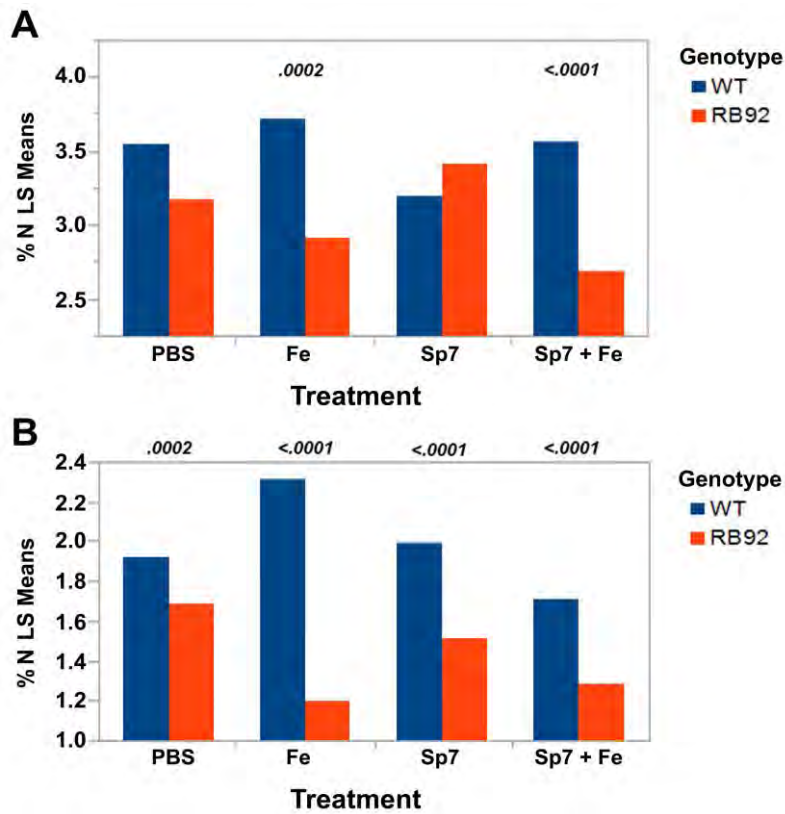 A
.0002 <.0001
Genotype
WT
RB92
4.0
3.5
3.0
2.5
% N LS Means
PBS Fe Sp7 Sp7 + Fe
Treatment
B
.0002 <.0001 <.0001 <.0001
Genotype
WT
RB92
2.4
2.2
2.0
1.8
1.6
1.4
1.2
1.0
% N LS Means
PBS Fe Sp7 Sp7 + Fe
Treatment